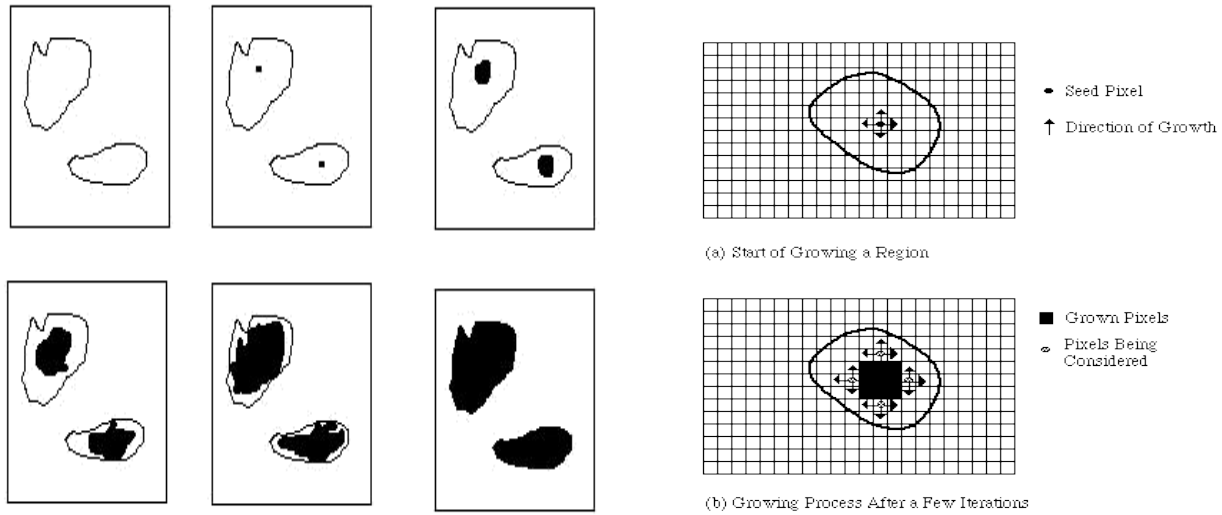 Seed Pixel
Direction of Growth
(a) Start of Growing a Region
Grown Pixels
Pixels Being
Considered
(b) Growing Process After a Few Iterations